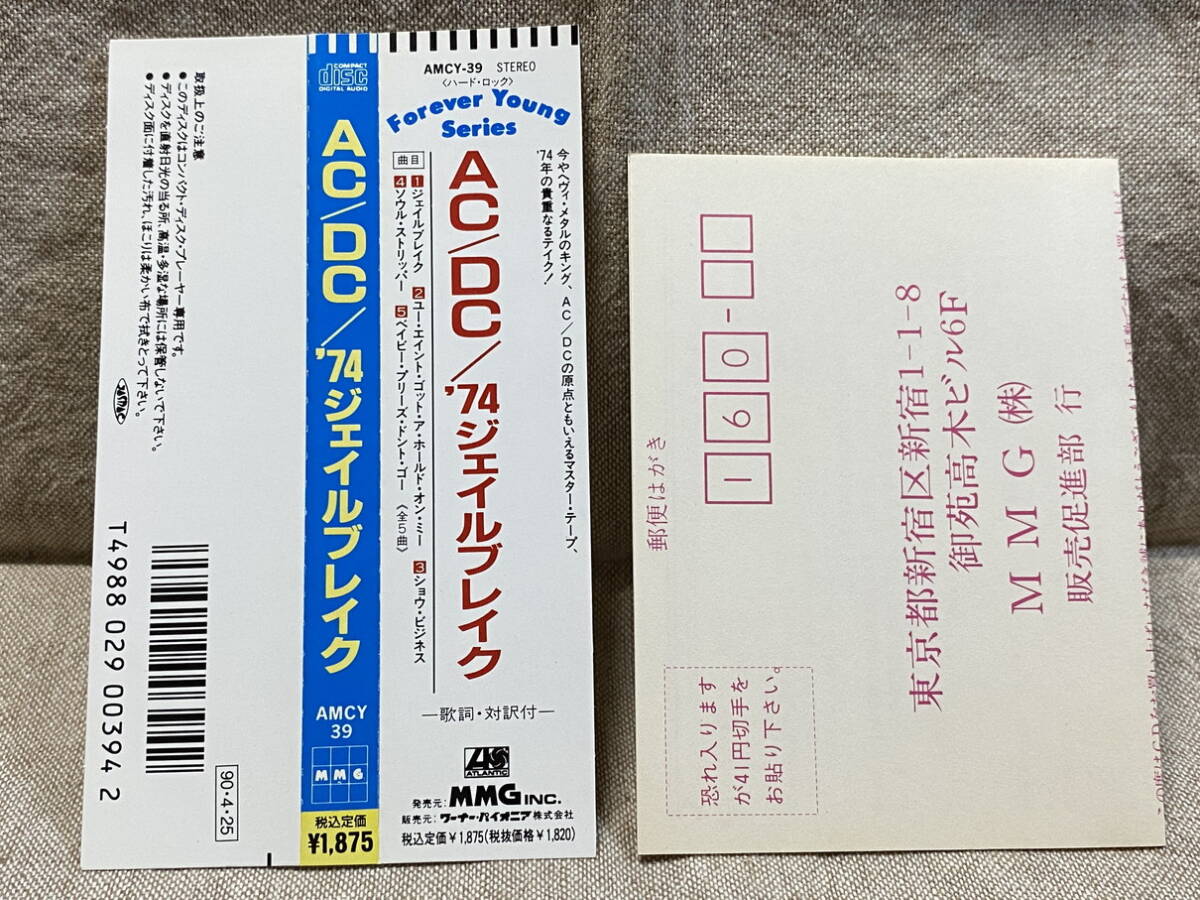 取扱上のご注意
●このディスクはコンパクト・ディスク・プレーヤー専用です。
●ディスクを直射日光の当る所、高温・多湿な場所には保管しないで下さい。
●ディスク面に付着した汚れ、ほこりは柔かい布で拭きとって下さい。
T4988 029 00394 2
90・4・25
COMPACT
disc
DIGITAL AUDIO
AC/DC/'74ジェイルブレイク
AMCY
39
MMG
税込定価
¥1,875
AMCY-39 STEREO
〈ハード・ロック〉
Forever Young
Series
今やヘヴィ・メタルのキング、AC/DCの原点ともいえるマスター・テープ、
'74年の貴重なるテイク!
AC/DC/'74ジェイルブレイク
曲目
1 ジェイルブレイク 2 ユー・エイント・ゴット・ア・ホールド・オン・ミー 3 ショウ・ビジネス
4 ソウル・ストリッパー 5 ベイビー・プリーズ・ドント・ゴー 〈全5曲〉
—歌詞・対訳付—
ATLANTIC
発売元: MMG INC.
販売元: ワーナー・パイオニア株式会社
税込定価¥1,875(税抜価格¥1,820)
郵便はがき
160-
東京都新宿区新宿1-1-8
御苑高木ビル6F
MMG(株)
販売促進部 行
恐れ入ります
が41円切手を
お貼り下さい。